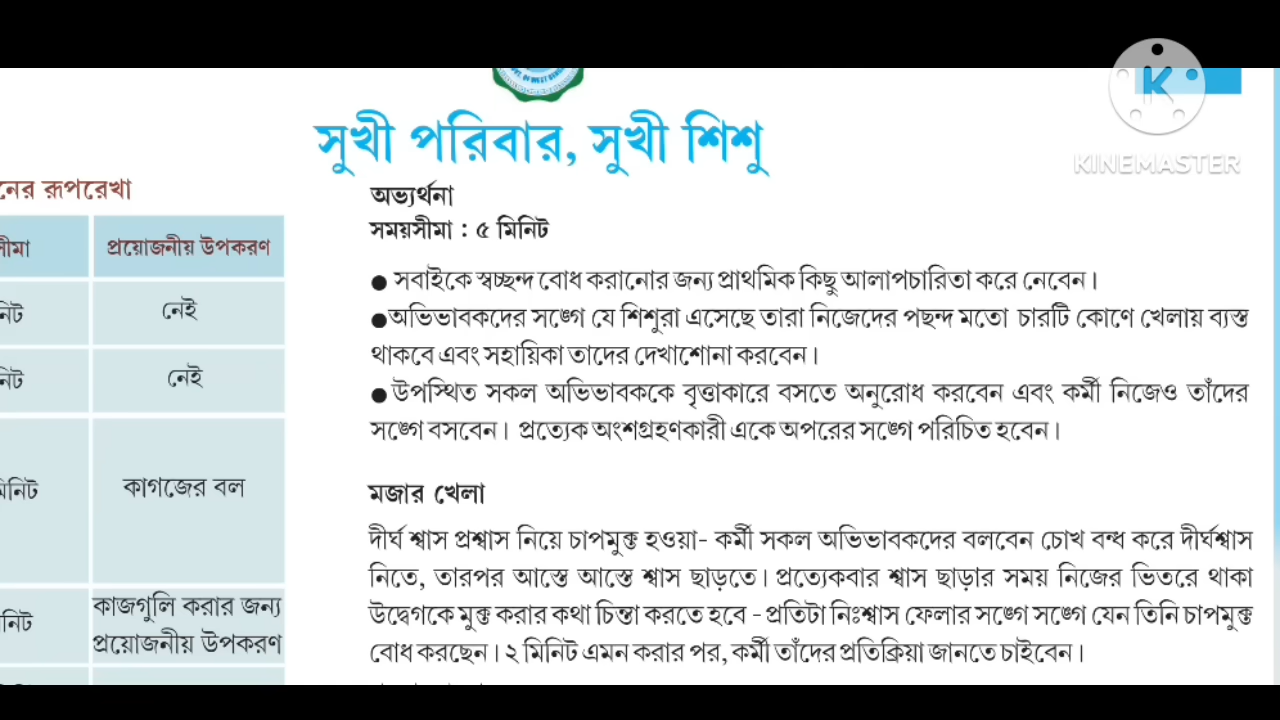 KINEMASTER
সুখী পরিবার, সুখী শিশু
রূপরেখা
প্রয়োজনীয় উপকরণ
নেই
নেই
কাগজের বল
কাজগুলি করার জন্য
প্রয়োজনীয় উপকরণ
অভ্যর্থনা
সময়সীমা : ৫ মিনিট
● সবাইকে স্বচ্ছন্দ বোধ করানোর জন্য প্রাথমিক কিছু আলাপচারিতা করে নেবেন।
●অভিভাবকদের সঙ্গে যে শিশুরা এসেছে তারা নিজেদের পছন্দ মতো চারটি কোণে খেলায় ব্যস্ত
থাকবে এবং সহায়িকা তাদের দেখাশোনা করবেন।
● উপস্থিত সকল অভিভাবককে বৃত্তাকারে বসতে অনুরোধ করবেন এবং কর্মী নিজেও তাঁদের
সঙ্গে বসবেন। প্রত্যেক অংশগ্রহণকারী একে অপরের সঙ্গে পরিচিত হবেন।
মজার খেলা
দীর্ঘ শ্বাস প্রশ্বাস নিয়ে চাপমুক্ত হওয়া- কর্মী সকল অভিভাবকদের বলবেন চোখ বন্ধ করে দীর্ঘশ্বাস
নিতে, তারপর আস্তে আস্তে শ্বাস ছাড়তে। প্রত্যেকবার শ্বাস ছাড়ার সময় নিজের ভিতরে থাকা
উদ্বেগকে মুক্ত করার কথা চিন্তা করতে হবে - প্রতিটা নিঃশ্বাস ফেলার সঙ্গে সঙ্গে যেন তিনি চাপমুক্ত
বোধ করছেন। ২ মিনিট এমন করার পর, কর্মী তাঁদের প্রতিক্রিয়া জানতে চাইবেন।